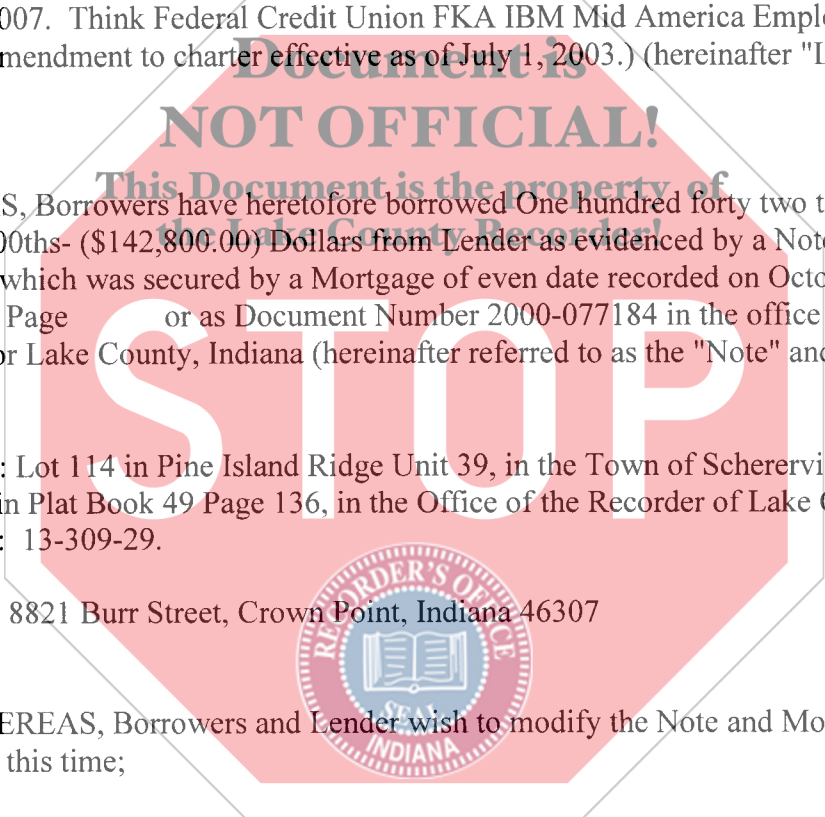 007. Think Federal Credit Union FKA IBM Mid America Emplo
mendment to charter effective as of July 1, 2003.) (hereinafter "L
Document is
NOT OFFICIAL!
This Document is the property of
the Lake County Recorder!
S, Borrowers have heretofore borrowed One hundred forty two t
00ths- ($142,800.00) Dollars from Lender as evidenced by a Note
which was secured by a Mortgage of even date recorded on Octo
Page or as Document Number 2000-077184 in the office
or Lake County, Indiana (hereinafter referred to as the "Note" and
STOP
: Lot 114 in Pine Island Ridge Unit 39, in the Town of Scherervi
in Plat Book 49 Page 136, in the Office of the Recorder of Lake C
: 13-309-29.
8821 Burr Street, Crown Point, Indiana 46307
RECORDER'S OFFICE
SEAL
INDIANA
EREAS, Borrowers and Lender wish to modify the Note and Mo
this time;